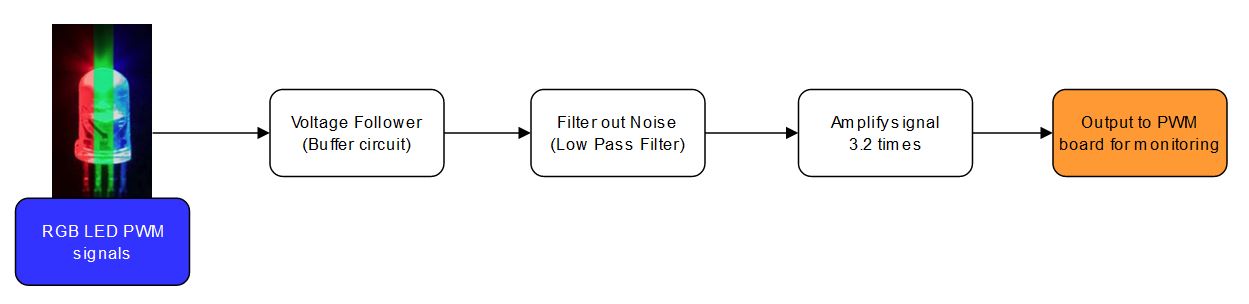 RGB LED PWM
signals
Voltage Follower
(Buffer circuit)
Filter out Noise
(Low Pass Filter)
Amplify signal
3.2 times
Output to PWM
board for monitoring